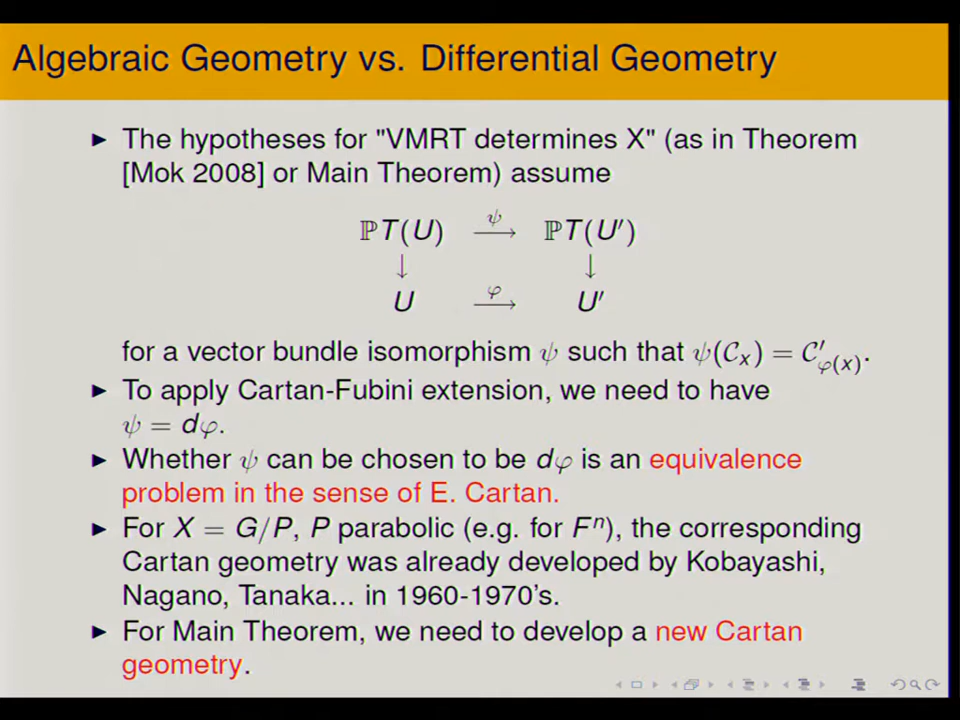 Algebraic Geometry vs. Differential Geometry
► The hypotheses for "VMRT determines X" (as in Theorem
[Mok 2008] or Main Theorem) assume
ℙT(U) —ψ→ ℙT(U′)
↓ ↓
U —φ→ U′
for a vector bundle isomorphism ψ such that ψ(𝒞ₓ) = 𝒞′_φ(x).
► To apply Cartan-Fubini extension, we need to have
ψ = dφ.
► Whether ψ can be chosen to be dφ is an equivalence
problem in the sense of E. Cartan.
► For X = G/P, P parabolic (e.g. for Fⁿ), the corresponding
Cartan geometry was already developed by Kobayashi,
Nagano, Tanaka... in 1960-1970's.
► For Main Theorem, we need to develop a new Cartan
geometry.